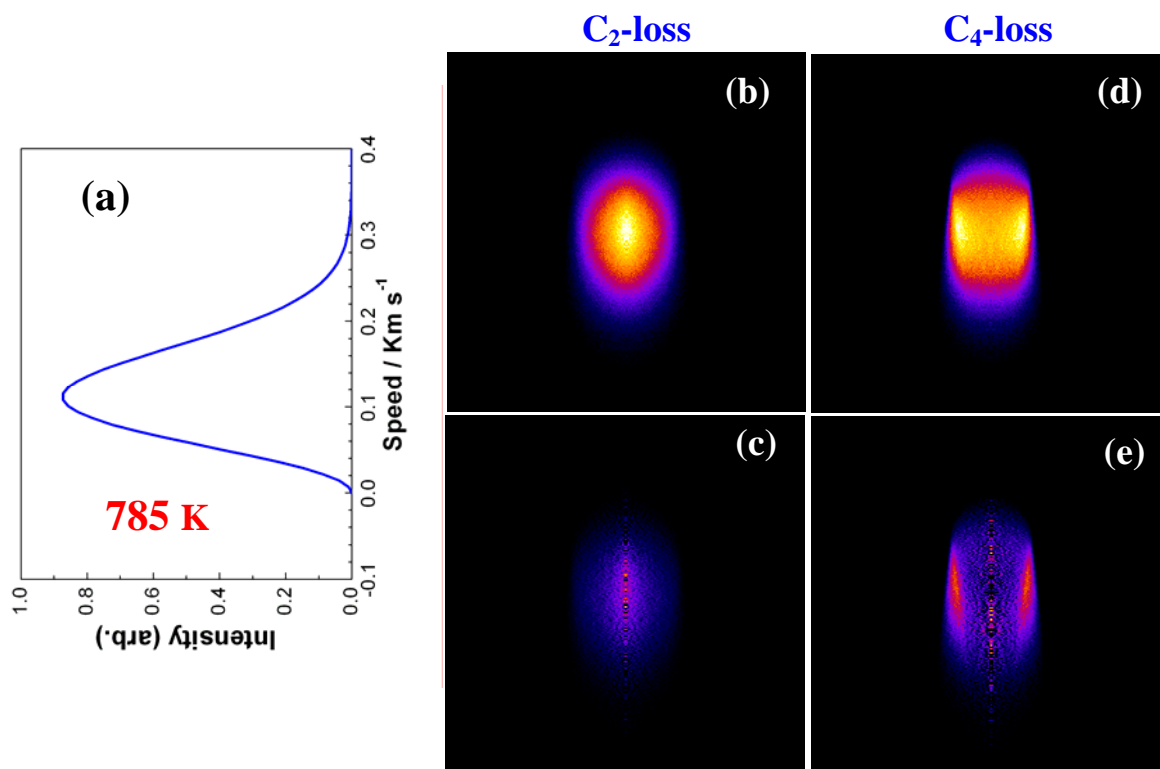 C₂-loss
C₄-loss
(a)
785 K
Intensity (arb.)
1.0
0.8
0.6
0.4
0.2
0.0
Speed / Km s⁻¹
-0.1
0.0
0.1
0.2
0.3
0.4
(b)
(d)
(c)
(e)